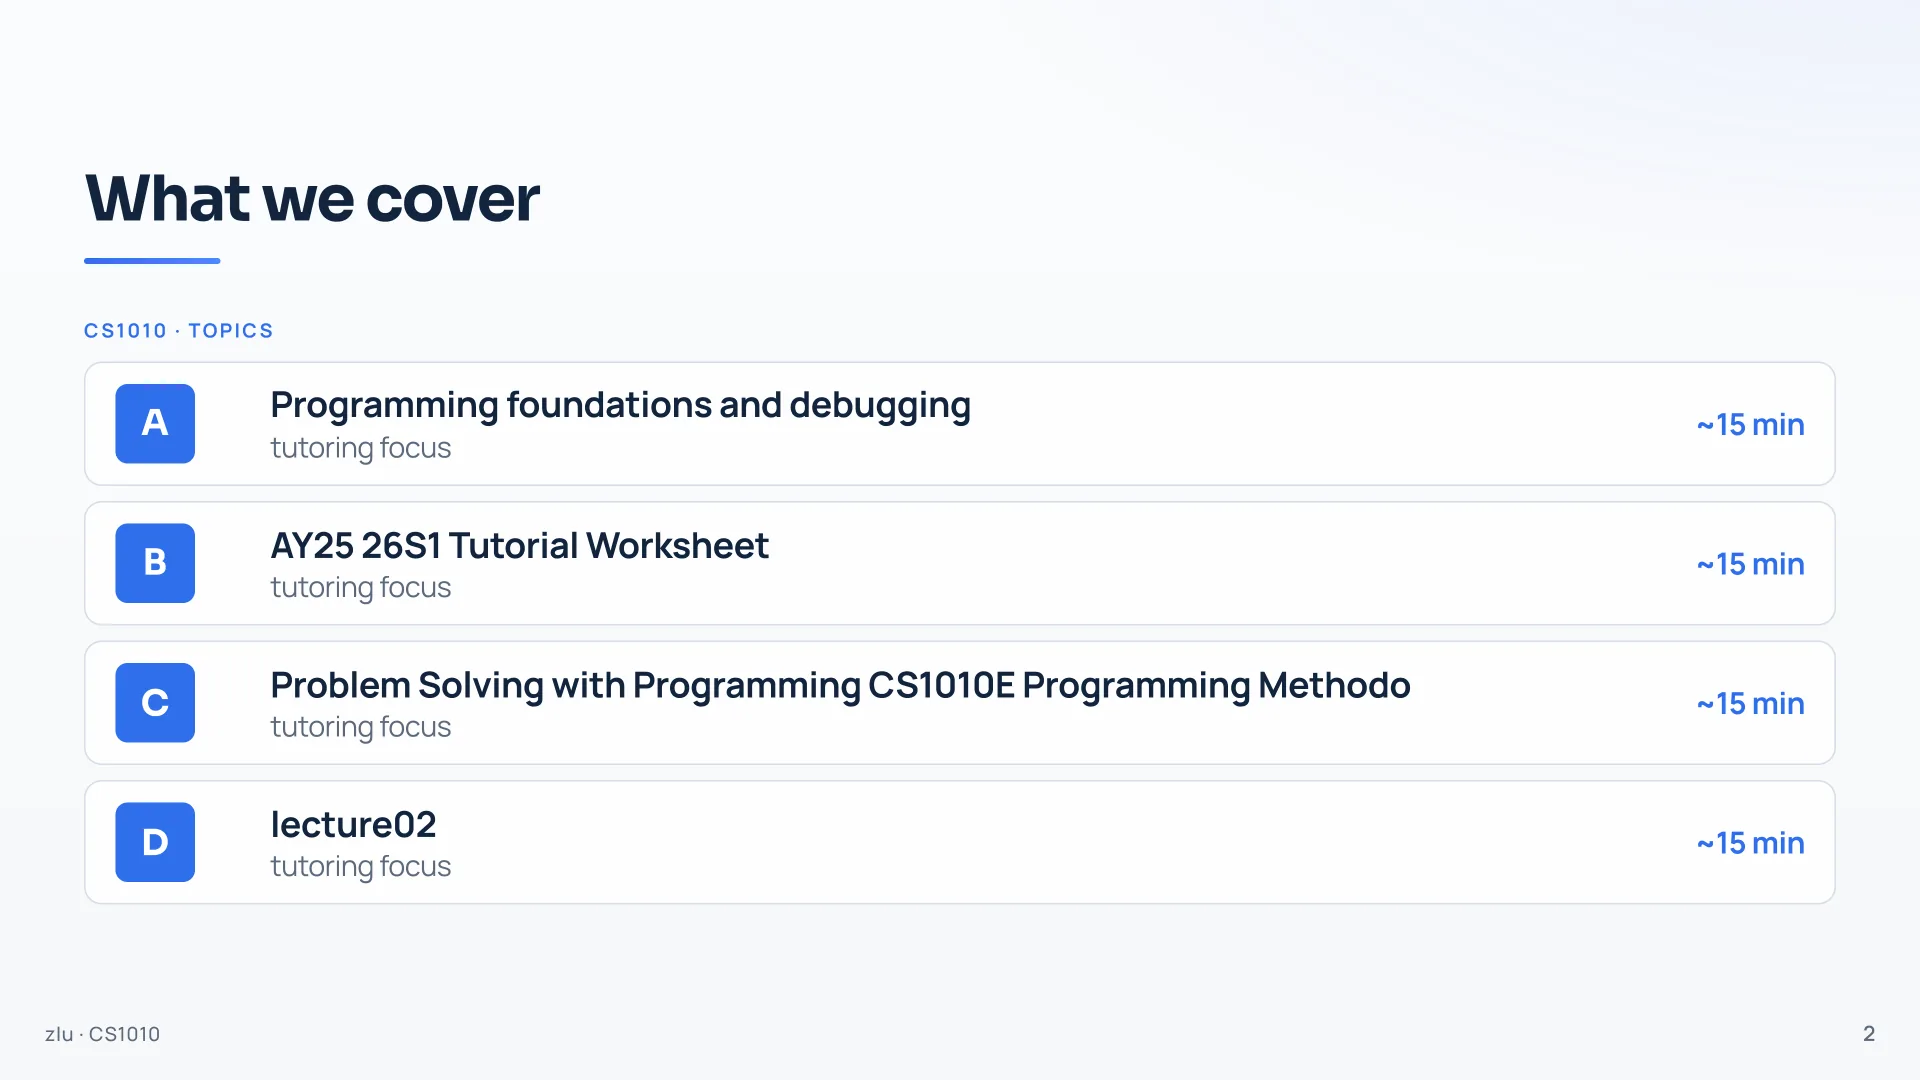 What we cover
CS1010 · TOPICS
A
Programming foundations and debugging
tutoring focus
~15 min
B
AY25 26S1 Tutorial Worksheet
tutoring focus
~15 min
C
Problem Solving with Programming CS1010E Programming Methodo
tutoring focus
~15 min
D
lecture02
tutoring focus
~15 min
zlu · CS1010
2